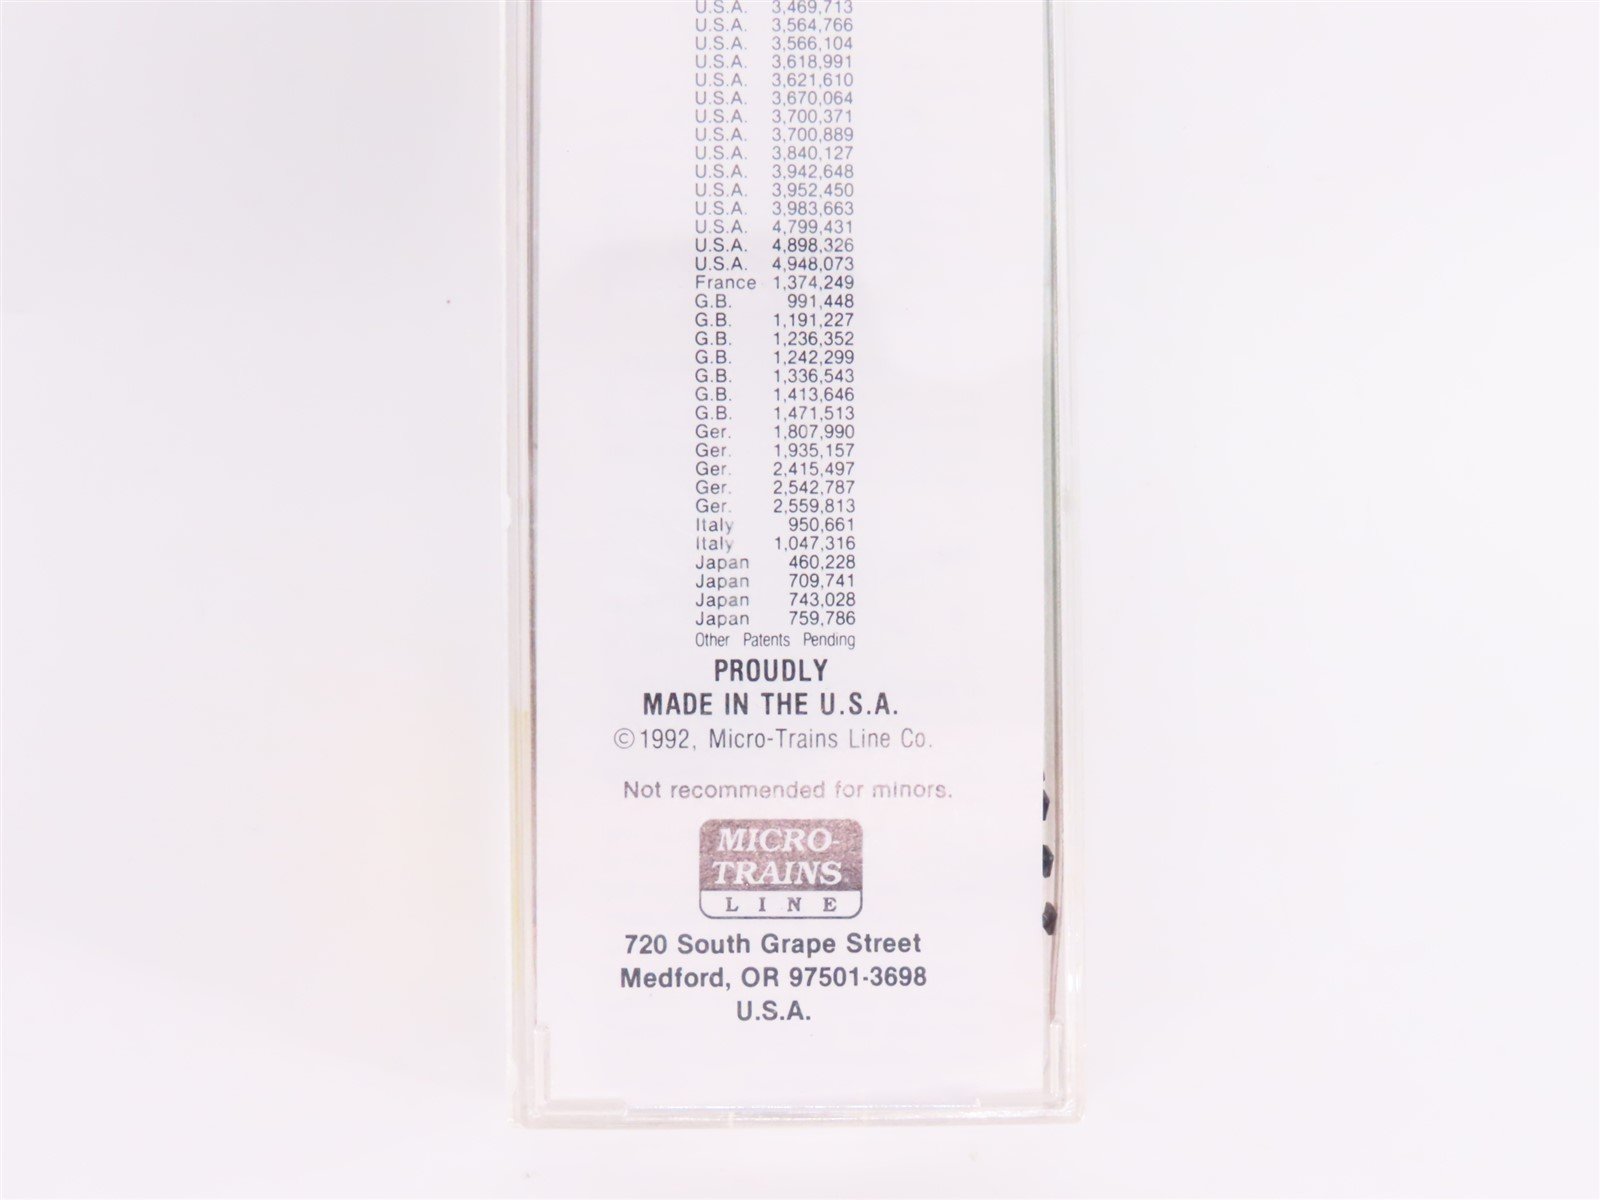 U.S.A. 3,469,713
U.S.A. 3,564,766
U.S.A. 3,566,104
U.S.A. 3,618,991
U.S.A. 3,621,610
U.S.A. 3,670,064
U.S.A. 3,700,371
U.S.A. 3,700,889
U.S.A. 3,840,127
U.S.A. 3,942,648
U.S.A. 3,952,450
U.S.A. 3,983,663
U.S.A. 4,799,431
U.S.A. 4,898,326
U.S.A. 4,948,073
France 1,374,249
G.B. 991,448
G.B. 1,191,227
G.B. 1,236,352
G.B. 1,242,299
G.B. 1,336,543
G.B. 1,413,646
G.B. 1,471,513
Ger. 1,807,990
Ger. 1,935,157
Ger. 2,415,497
Ger. 2,542,787
Ger. 2,559,813
Italy 950,661
Italy 1,047,316
Japan 460,228
Japan 709,741
Japan 743,028
Japan 759,786
Other Patents Pending
PROUDLY
MADE IN THE U.S.A.
©1992, Micro-Trains Line Co.
Not recommended for minors.
MICRO-
TRAINS
LINE
720 South Grape Street
Medford, OR 97501-3698
U.S.A.